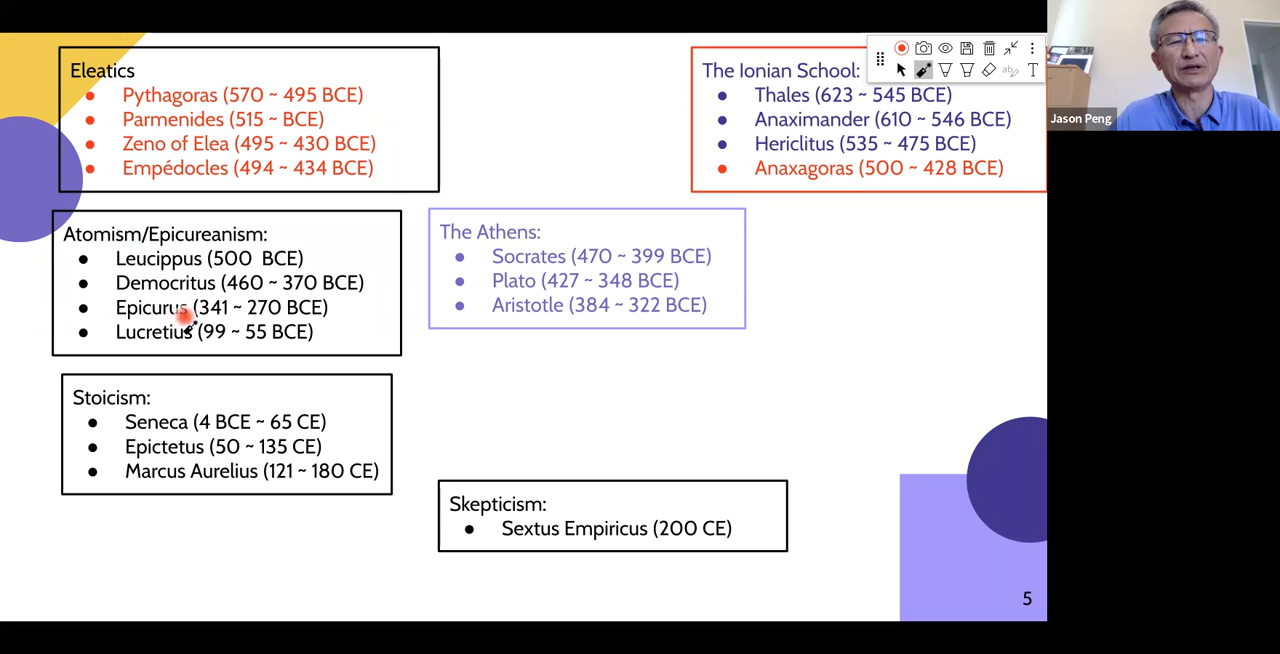 Eleatics
● Pythagoras (570 ~ 495 BCE)
● Parmenides (515 ~ BCE)
● Zeno of Elea (495 ~ 430 BCE)
● Empédocles (494 ~ 434 BCE)
The Ionian School:
● Thales (623 ~ 545 BCE)
● Anaximander (610 ~ 546 BCE)
● Hericlitus (535 ~ 475 BCE)
● Anaxagoras (500 ~ 428 BCE)
T
Jason Peng
Atomism/Epicureanism:
● Leucippus (500 BCE)
● Democritus (460 ~ 370 BCE)
● Epicurus (341 ~ 270 BCE)
● Lucretius (99 ~ 55 BCE)
The Athens:
● Socrates (470 ~ 399 BCE)
● Plato (427 ~ 348 BCE)
● Aristotle (384 ~ 322 BCE)
Stoicism:
● Seneca (4 BCE ~ 65 CE)
● Epictetus (50 ~ 135 CE)
● Marcus Aurelius (121 ~ 180 CE)
Skepticism:
● Sextus Empiricus (200 CE)
5